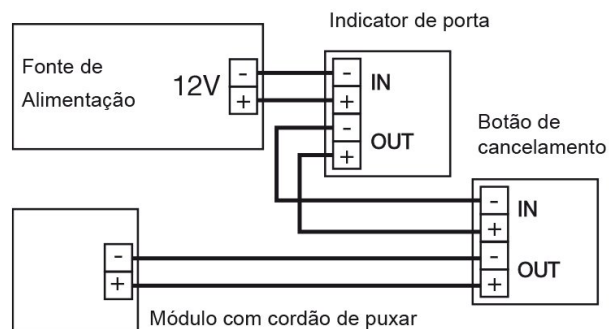 Indicator de porta
Fonte de
Alimentação
12V
-
+
-
+
IN
-
+
OUT
Botão de
cancelamento
-
+
IN
-
+
OUT
-
+
Módulo com cordão de puxar